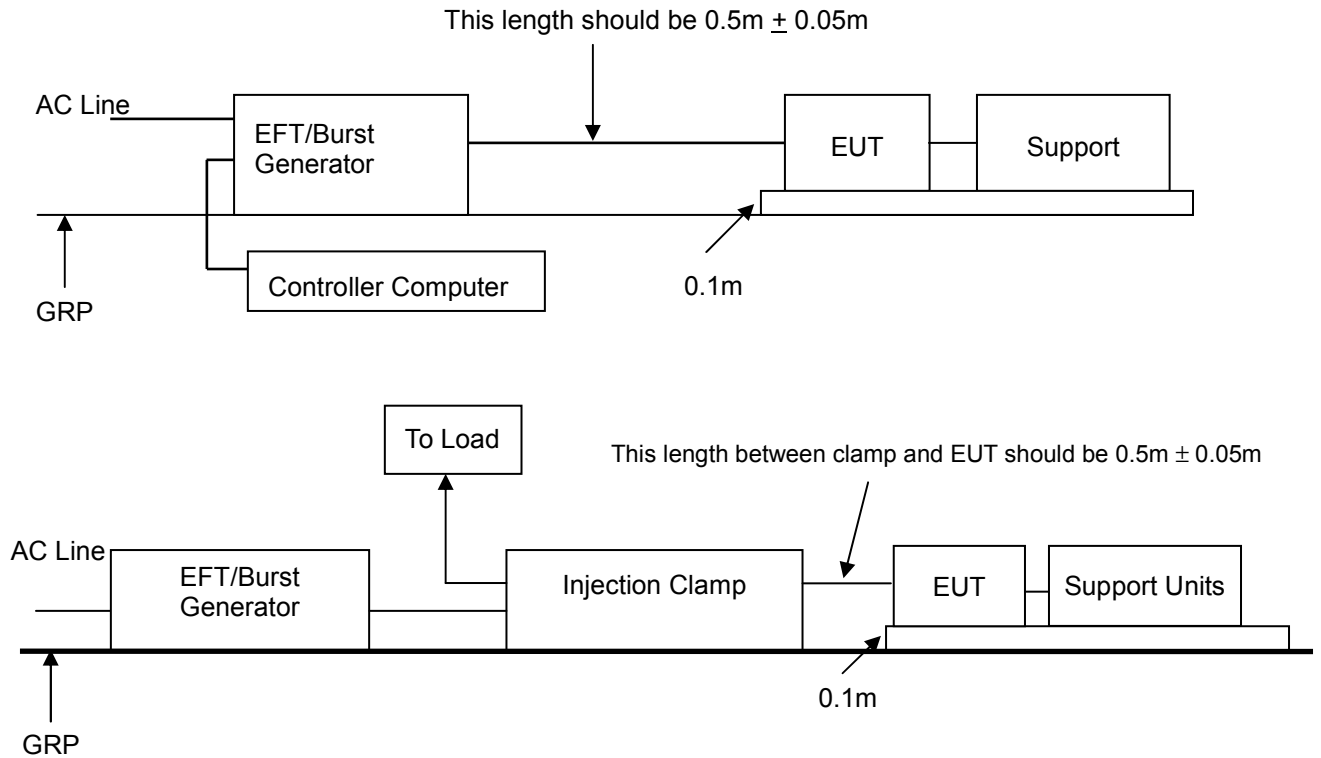 This length should be 0.5m ± 0.05m
AC Line
EFT/Burst
Generator
EUT
Support
Controller Computer
0.1m
GRP
To Load
This length between clamp and EUT should be 0.5m ± 0.05m
AC Line
EFT/Burst
Generator
Injection Clamp
EUT
Support Units
0.1m
GRP